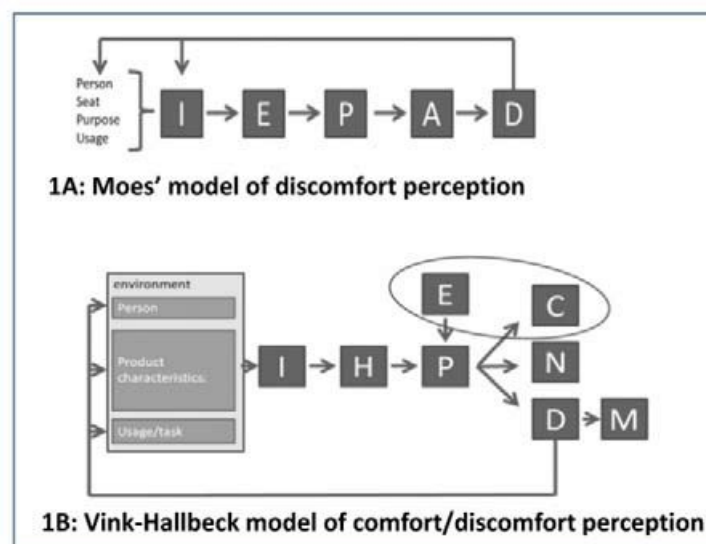 Person
Seat
Purpose
Usage
I E P A D
1A: Moes' model of discomfort perception
environment
Person
Product
characteristics.
Usage/task
E
C
I H P
N
D M
1B: Vink-Hallbeck model of comfort/discomfort perception